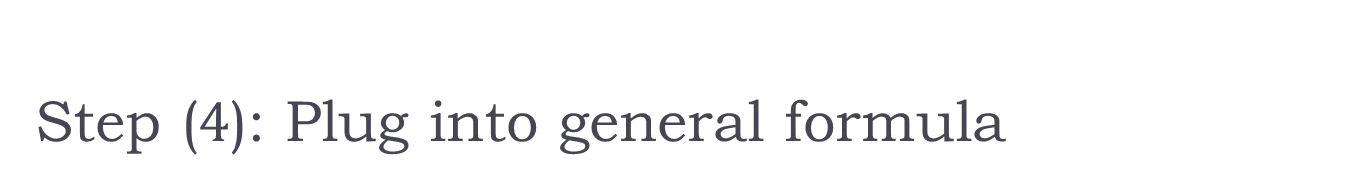 Step (4): Plug into general formula